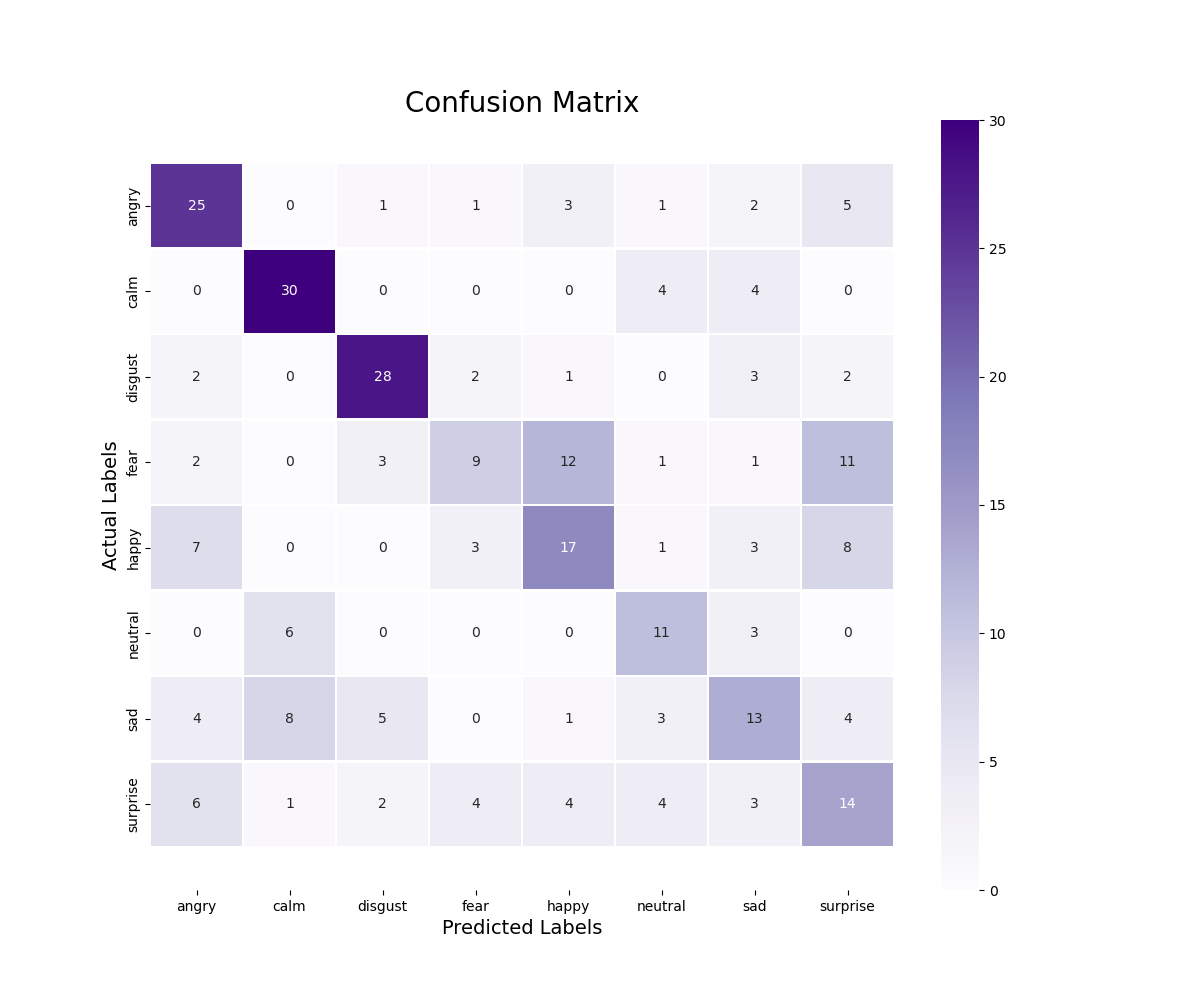 Confusion Matrix
30
angry 25 0 1 1 3 1 2 5
25
calm 0 30 0 0 0 4 4 0
disgust 2 0 28 2 1 0 3 2
20
fear 2 0 3 9 12 1 1 11
15
Actual Labels
happy 7 0 0 3 17 1 3 8
10
neutral 0 6 0 0 0 11 3 0
sad 4 8 5 0 1 3 13 4
5
surprise 6 1 2 4 4 4 3 14
0
angry calm disgust fear happy neutral sad surprise
Predicted Labels